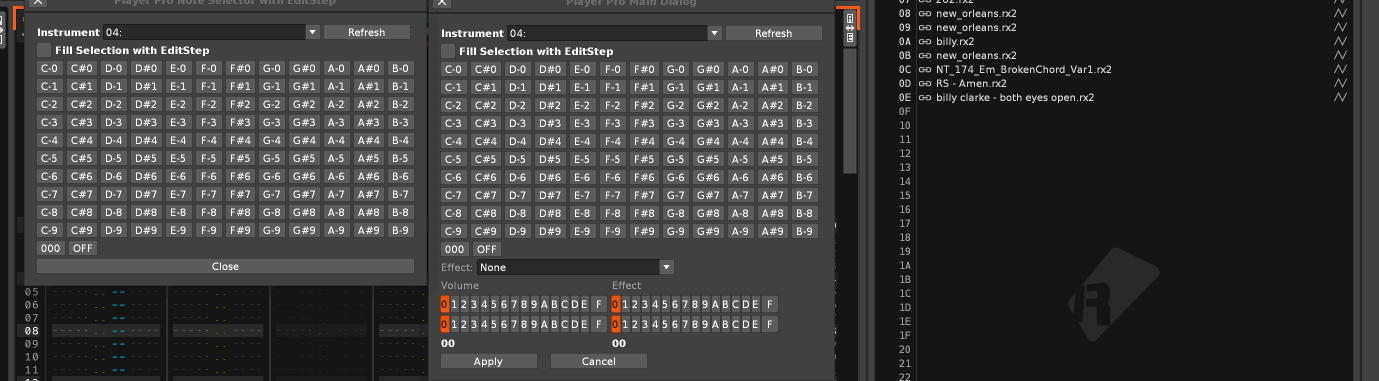 Player Pro Note Selector with EditStep
Instrument 04: Refresh
Fill Selection with EditStep
C-0 C#0 D-0 D#0 E-0 F-0 F#0 G-0 G#0 A-0 A#0 B-0
C-1 C#1 D-1 D#1 E-1 F-1 F#1 G-1 G#1 A-1 A#1 B-1
C-2 C#2 D-2 D#2 E-2 F-2 F#2 G-2 G#2 A-2 A#2 B-2
C-3 C#3 D-3 D#3 E-3 F-3 F#3 G-3 G#3 A-3 A#3 B-3
C-4 C#4 D-4 D#4 E-4 F-4 F#4 G-4 G#4 A-4 A#4 B-4
C-5 C#5 D-5 D#5 E-5 F-5 F#5 G-5 G#5 A-5 A#5 B-5
C-6 C#6 D-6 D#6 E-6 F-6 F#6 G-6 G#6 A-6 A#6 B-6
C-7 C#7 D-7 D#7 E-7 F-7 F#7 G-7 G#7 A-7 A#7 B-7
C-8 C#8 D-8 D#8 E-8 F-8 F#8 G-8 G#8 A-8 A#8 B-8
C-9 C#9 D-9 D#9 E-9 F-9 F#9 G-9 G#9 A-9 A#9 B-9
000 OFF
Close
05
06
07
08
09
10
11
Player Pro Main Dialog
Instrument 04: Refresh
Fill Selection with EditStep
C-0 C#0 D-0 D#0 E-0 F-0 F#0 G-0 G#0 A-0 A#0 B-0
C-1 C#1 D-1 D#1 E-1 F-1 F#1 G-1 G#1 A-1 A#1 B-1
C-2 C#2 D-2 D#2 E-2 F-2 F#2 G-2 G#2 A-2 A#2 B-2
C-3 C#3 D-3 D#3 E-3 F-3 F#3 G-3 G#3 A-3 A#3 B-3
C-4 C#4 D-4 D#4 E-4 F-4 F#4 G-4 G#4 A-4 A#4 B-4
C-5 C#5 D-5 D#5 E-5 F-5 F#5 G-5 G#5 A-5 A#5 B-5
C-6 C#6 D-6 D#6 E-6 F-6 F#6 G-6 G#6 A-6 A#6 B-6
C-7 C#7 D-7 D#7 E-7 F-7 F#7 G-7 G#7 A-7 A#7 B-7
C-8 C#8 D-8 D#8 E-8 F-8 F#8 G-8 G#8 A-8 A#8 B-8
C-9 C#9 D-9 D#9 E-9 F-9 F#9 G-9 G#9 A-9 A#9 B-9
000 OFF
Effect: None
Volume Effect
0 1 2 3 4 5 6 7 8 9 A B C D E F 0 1 2 3 4 5 6 7 8 9 A B C D E F
0 1 2 3 4 5 6 7 8 9 A B C D E F 0 1 2 3 4 5 6 7 8 9 A B C D E F
00 00
Apply Cancel
08 new_orleans.rx2
09 new_orleans.rx2
0A billy.rx2
0B new_orleans.rx2
0C NT_174_Em_BrokenChord_Var1.rx2
0D RS - Amen.rx2
0E billy clarke - both eyes open.rx2
0F
10
11
12
13
14
15
16
17
18
19
1A
1B
1C
1D
1E
1F
20
21
22